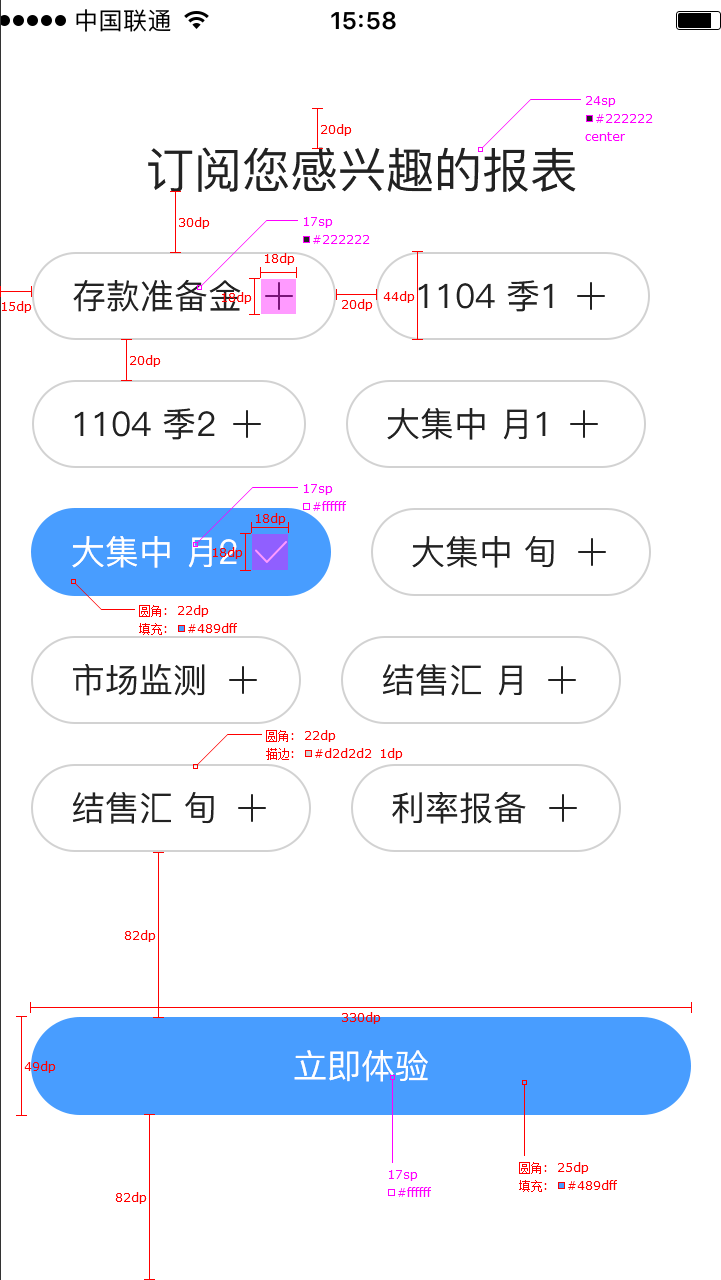 中国联通 15:58
24sp
#222222
center
20dp
订阅您感兴趣的报表
30dp
17sp
#222222
18dp
18dp
15dp
存款准备金
20dp
44dp
1104 季1
20dp
1104 季2
大集中 月1
17sp
#ffffff
18dp
18dp
大集中 月2
大集中 旬
圆角: 22dp
填充: #489dff
市场监测
结售汇 月
圆角: 22dp
描边: #d2d2d2 1dp
结售汇 旬
利率报备
82dp
330dp
49dp
立即体验
17sp
#ffffff
圆角: 25dp
填充: #489dff
82dp